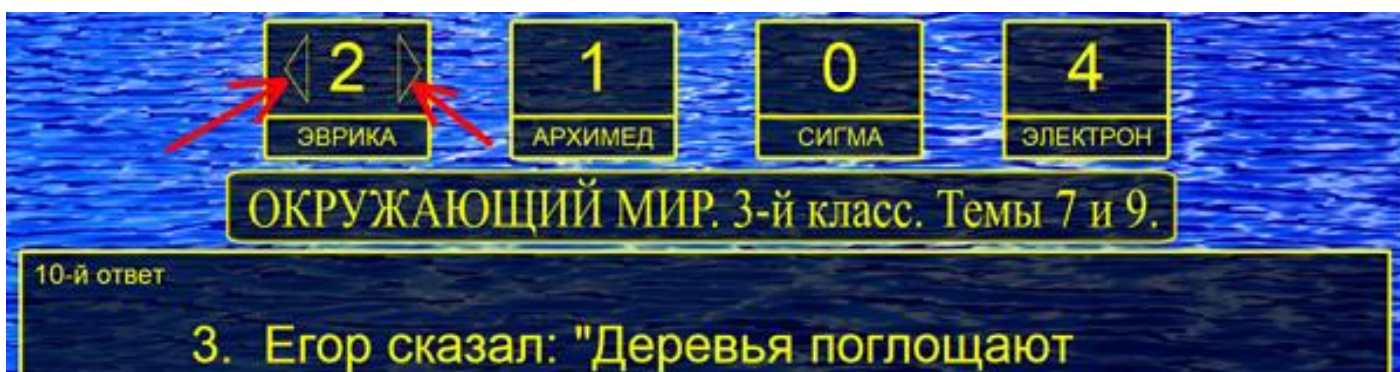 2 1 0 4
ЭВРИКА АРХИМЕД СИГМА ЭЛЕКТРОН
ОКРУЖАЮЩИЙ МИР. 3-й класс. Темы 7 и 9.
10-й ответ
3. Егор сказал: "Деревья поглощают